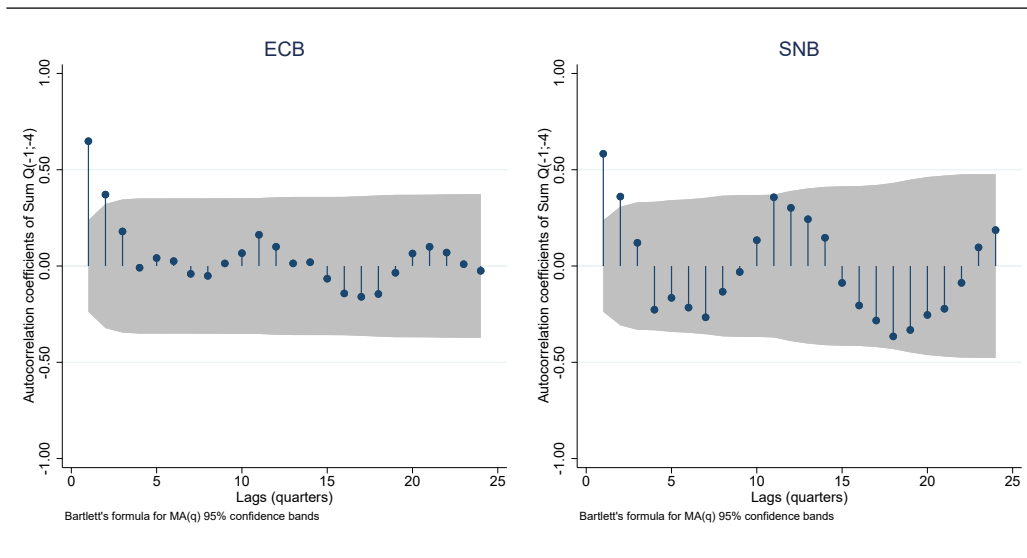 ECB
Autocorrelation coefficients of Sum Q(-1;-4)
1.00
0.50
0.00
-0.50
-1.00
0 5 10 15 20 25
Lags (quarters)
Bartlett's formula for MA(q) 95% confidence bands
SNB
Autocorrelation coefficients of Sum Q(-1;-4)
1.00
0.50
0.00
-0.50
-1.00
0 5 10 15 20 25
Lags (quarters)
Bartlett's formula for MA(q) 95% confidence bands